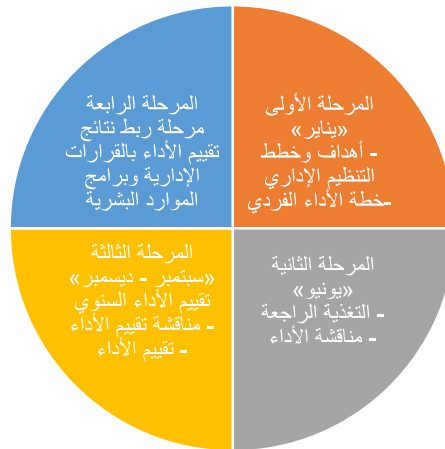 المرحلة الأولى
«يناير»
- أهداف وخطط
التنظيم الإداري
-خطة الأداء الفردي
المرحلة الثانية
«يونيو»
- التغذية الراجعة
- مناقشة الأداء
المرحلة الثالثة
«سبتمبر - ديسمبر»
تقييم الأداء السنوي
- مناقشة تقييم الأداء
- تقييم الأداء
المرحلة الرابعة
مرحلة ربط نتائج
تقييم الأداء بالقرارات
الإدارية وبرامج
الموارد البشرية